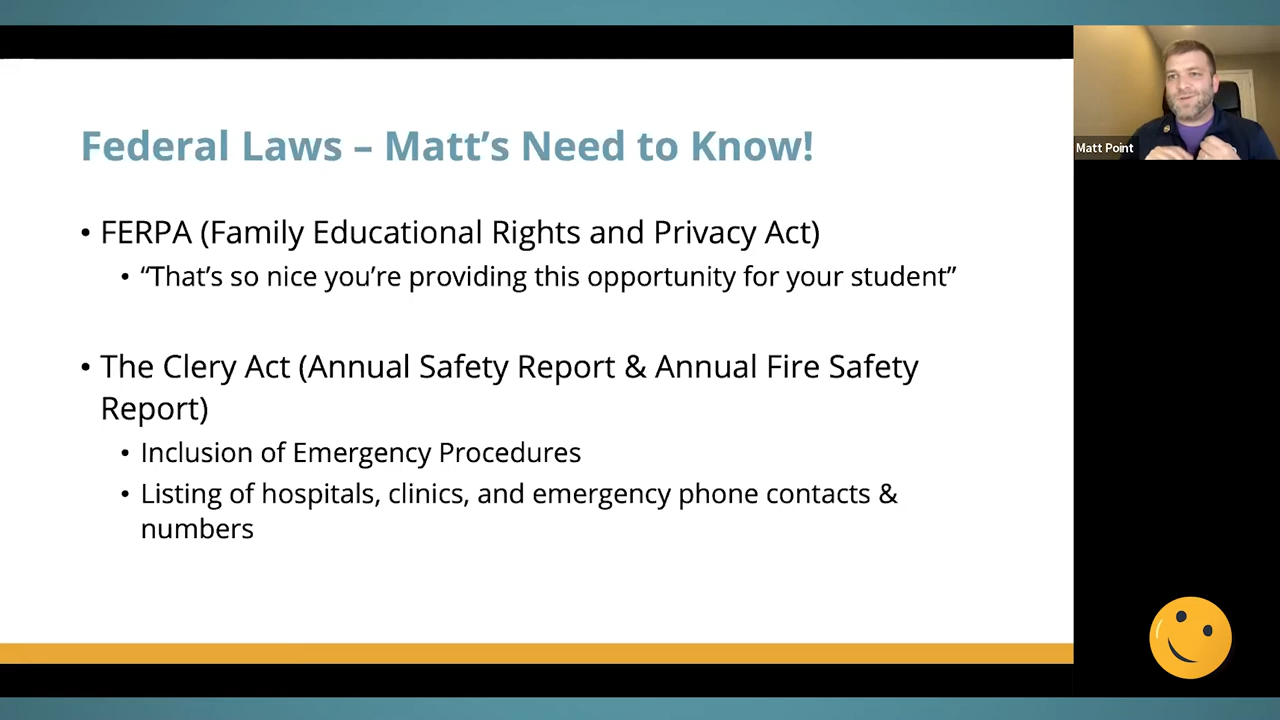 Federal Laws – Matt's Need to Know!
• FERPA (Family Educational Rights and Privacy Act)
• “That’s so nice you’re providing this opportunity for your student”
• The Clery Act (Annual Safety Report & Annual Fire Safety
Report)
• Inclusion of Emergency Procedures
• Listing of hospitals, clinics, and emergency phone contacts &
numbers
Matt Point